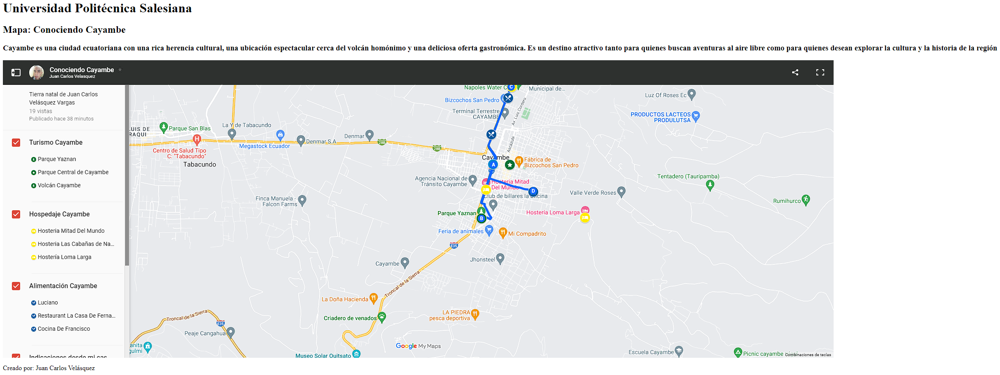 Universidad Politécnica Salesiana
Mapa: Conociendo Cayambe
Cayambe es una ciudad ecuatoriana con una rica herencia cultural, una ubicación espectacular cerca del volcán homónimo y una deliciosa oferta gastronómica. Es un destino atractivo tanto para quienes buscan aventuras al aire libre como para quienes desean explorar la cultura y la historia de la región
Conociendo Cayambe
Juan Carlos Velasquez
Tierra natal de Juan Carlos
Velásquez Vargas
19 vistas
Publicado hace 38 minutos
Turismo Cayambe
Parque Yaznan
Parque Central de Cayambe
Volcán Cayambe
Hospedaje Cayambe
Hosteria Mitad Del Mundo
Hosteria Las Cabañas de Na...
Hostería Loma Larga
Alimentación Cayambe
Luciano
Restaurant La Casa De Ferna...
Cocina De Francisco
Indicaciones desde mi cas...
Napoles Water
C
Municipal de...
Bizcochos San Pedro
Terminal Terrestre
CAYAMBE
Av. Luis Cordero
Luz Of Roses Ec
PRODUCTOS LACTEOS
PRODULUTSA
LUIS DE
RAQUI
Parque San Blas
La Y de Tabacundo
Megastock Ecuador
Denmar S.A
Denmar
28B
28B
Centro de Salud Tipo
C: "Tabacundo"
Tabacundo
Ascázubi
Cayambe
A
Fábrica de
Bizcochos San Pedro
Agencia Nacional de
Tránsito Cayambe
Hosteria Mitad
Del Mundo
D
Club de billares la oficina
Finca Manuela -
Falcon Farms
Valle Verde Roses
Tentadero (Tauripamba)
Rumihurco
Parque Yaznan
B
Hostería Loma Larga
Feria de animales
Mi Compadrito
E35
Cayambe
Jhonsteel
Troncal de la Sierra
La Doña Hacienda
Criadero de venados
LA PIEDRA
pesca deportiva
Troncal de la Sierra
E35
Peaje Cangahua
anita
gulmi
Museo Solar Quitsato
Google My Maps
Escuela Cayambe
Picnic cayambe
Combinaciones de teclas
Creado por: Juan Carlos Velásquez